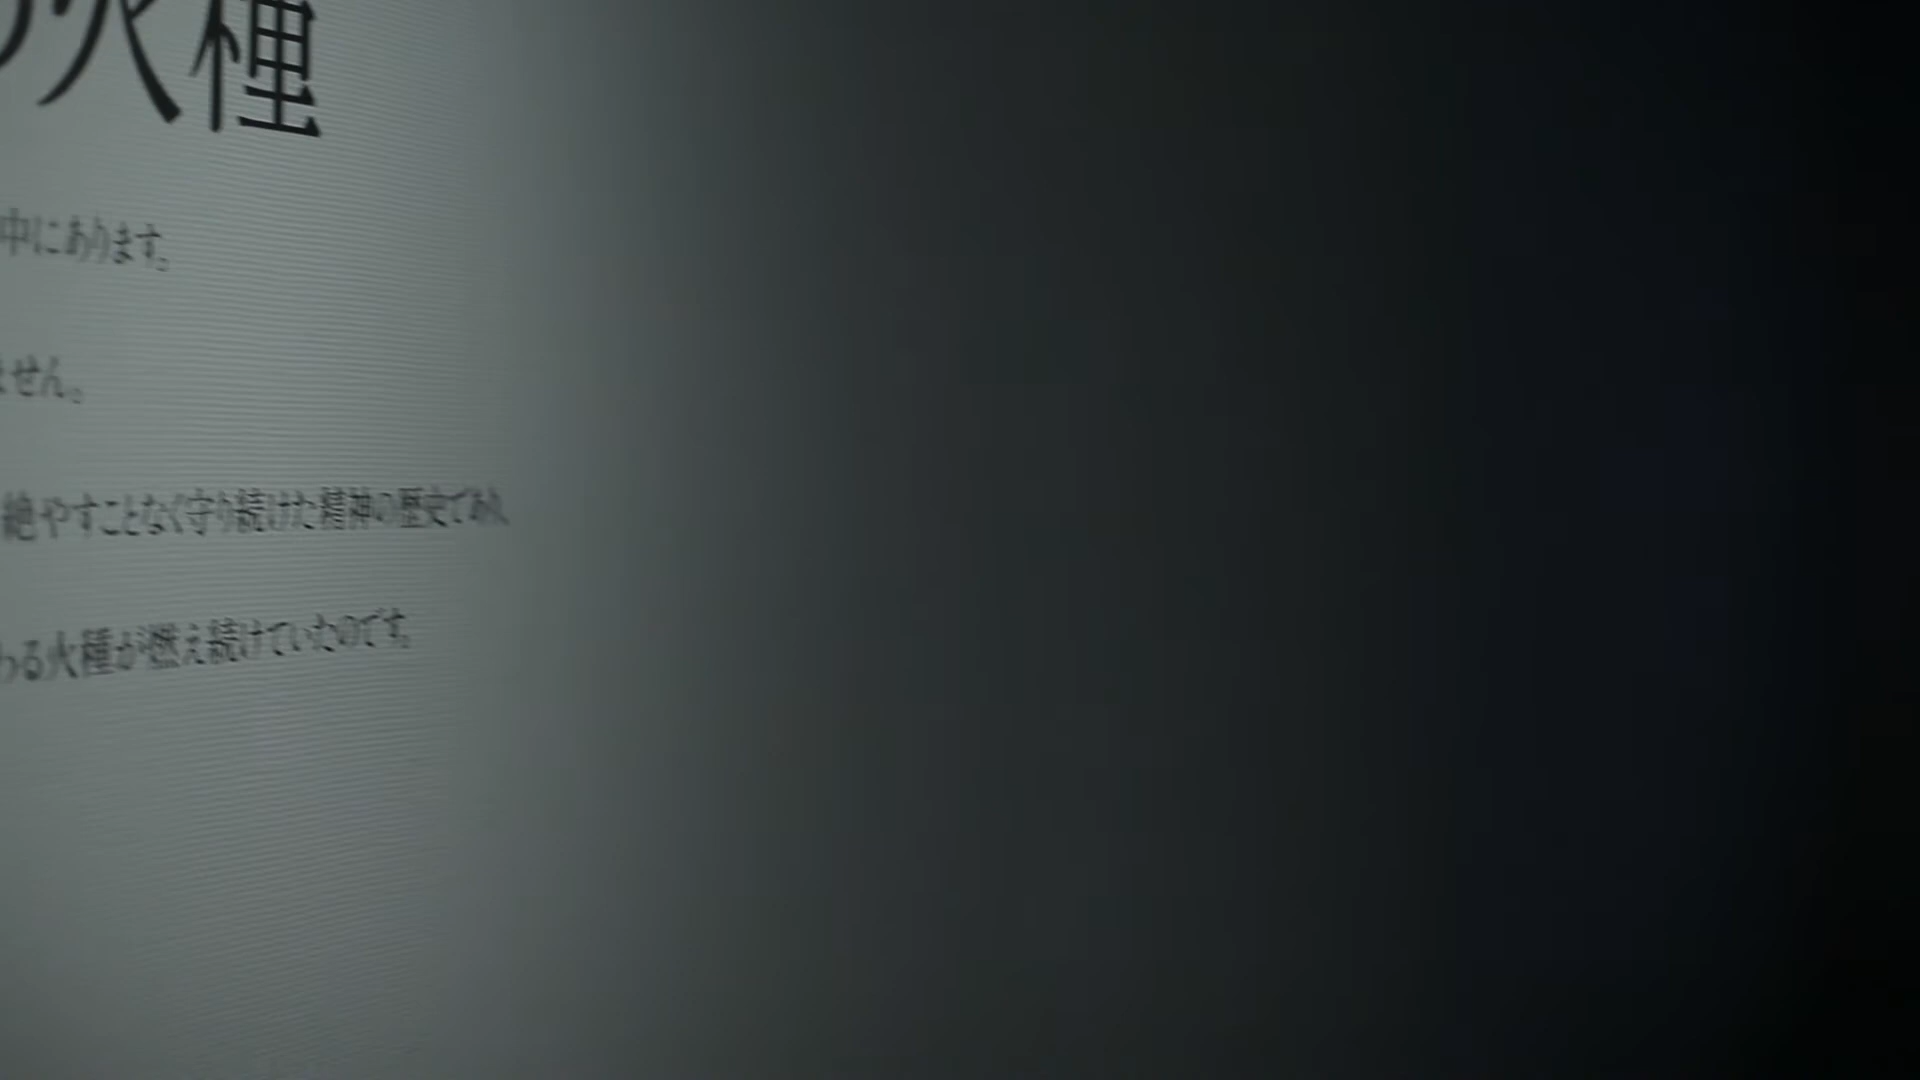 火種
中にあります。
ません。
絶やすことなく守り続けた精神の歴史であり、
わる火種が燃え続けていたのです。